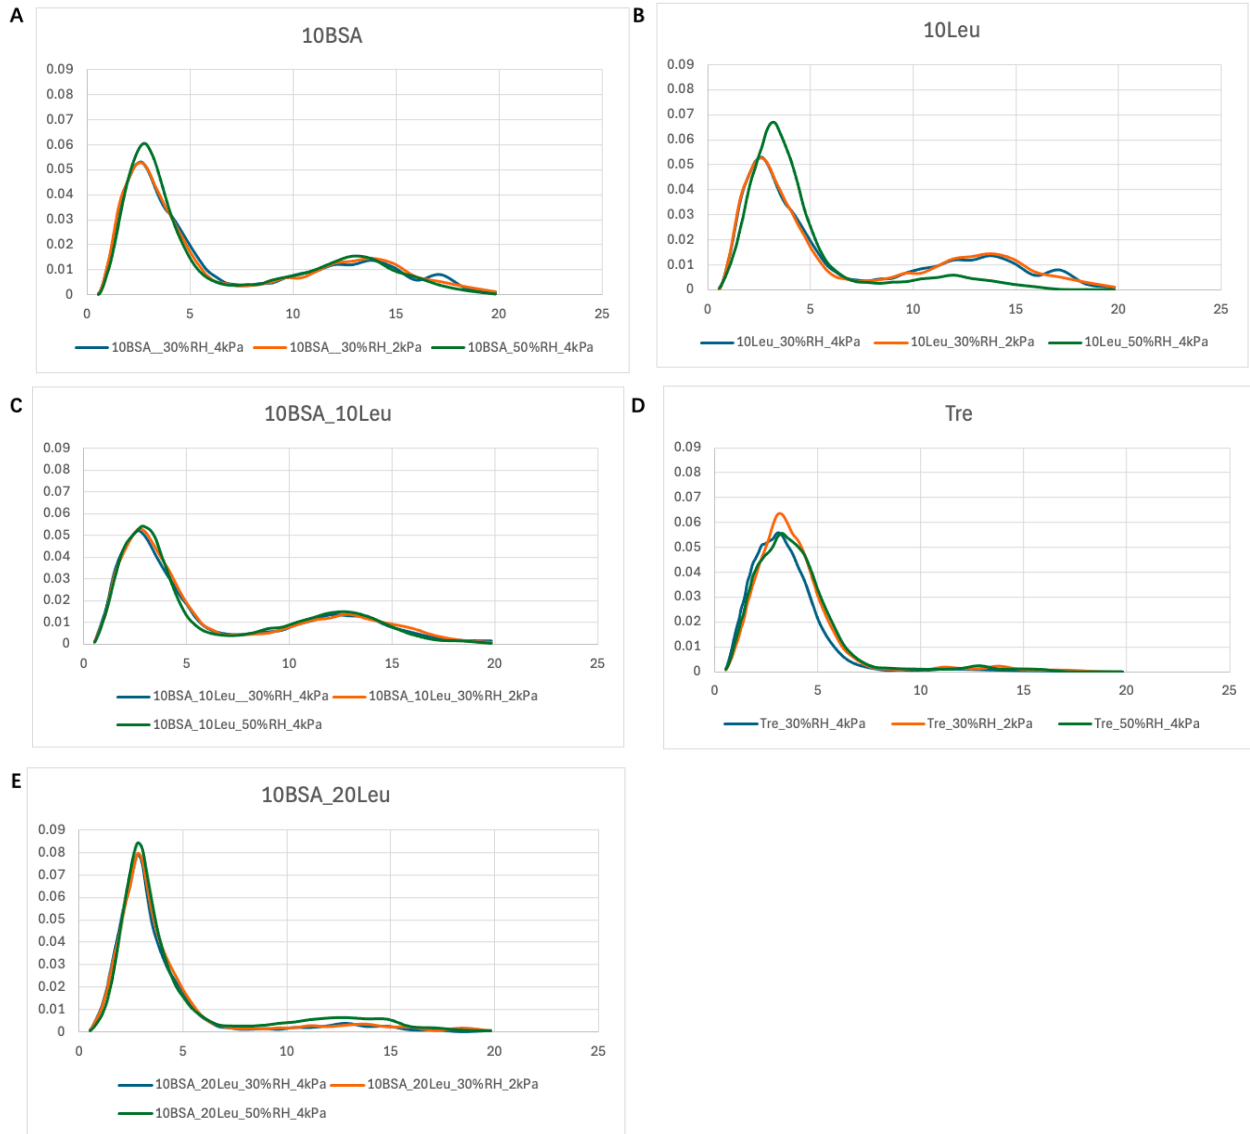 A
10BSA
0.09
0.08
0.07
0.06
0.05
0.04
0.03
0.02
0.01
0
0 5 10 15 20 25
10BSA__30%RH_4kPa 10BSA__30%RH_2kPa 10BSA_50%RH_4kPa
B
10Leu
0.09
0.08
0.07
0.06
0.05
0.04
0.03
0.02
0.01
0
0 5 10 15 20 25
10Leu_30%RH_4kPa 10Leu_30%RH_2kPa 10Leu_50%RH_4kPa
C
10BSA_10Leu
0.09
0.08
0.07
0.06
0.05
0.04
0.03
0.02
0.01
0
0 5 10 15 20 25
10BSA_10Leu__30%RH_4kPa 10BSA_10Leu_30%RH_2kPa
10BSA_10Leu_50%RH_4kPa
D
Tre
0.09
0.08
0.07
0.06
0.05
0.04
0.03
0.02
0.01
0
0 5 10 15 20 25
Tre_30%RH_4kPa Tre_30%RH_2kPa Tre_50%RH_4kPa
E
10BSA_20Leu
0.09
0.08
0.07
0.06
0.05
0.04
0.03
0.02
0.01
0
0 5 10 15 20 25
10BSA_20Leu_30%RH_4kPa 10BSA_20Leu_30%RH_2kPa
10BSA_20Leu_50%RH_4kPa